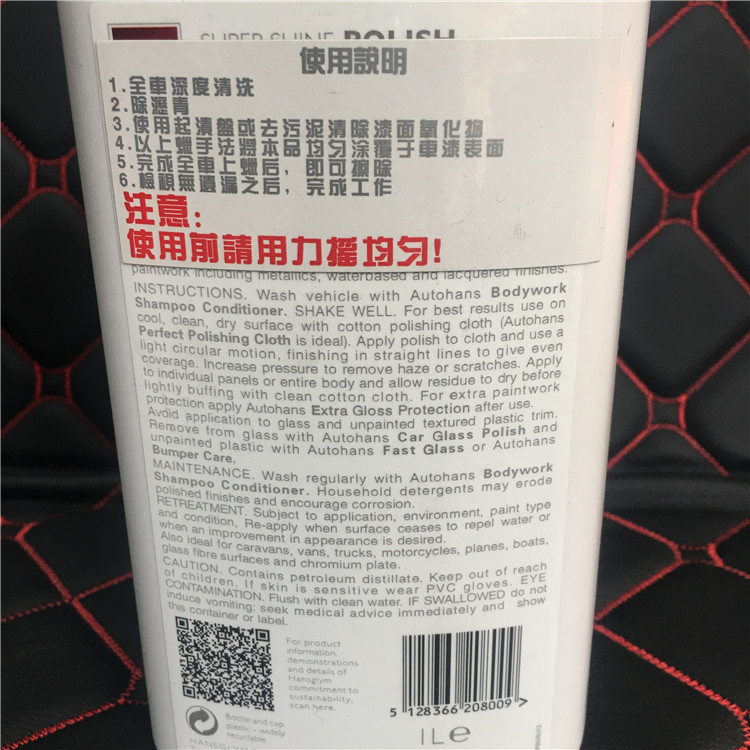 SUPER SHINE POLISH
使用說明
1.全車深度清洗
2.除瀝青
3.使用起漬盤或去污泥清除漆面氧化物
4.以上蠟手法將本品均匀涂覆于車漆表面
5.完成全車上蜡后，即可擦除
6.檢視無遺漏之后，完成工作
注意：
使用前請用力摇均匀！
paintwork including metallics, waterbased and lacquered finishes.
INSTRUCTIONS. Wash vehicle with Autohans Bodywork
Shampoo Conditioner. SHAKE WELL. For best results use on
cool, clean, dry surface with cotton polishing cloth (Autohans
Perfect Polishing Cloth is ideal). Apply polish to cloth and use a
light circular motion, finishing in straight lines to give even
coverage. Increase pressure to remove haze or scratches. Apply
to individual panels or entire body and allow residue to dry before
lightly buffing with clean cotton cloth. For extra paintwork
protection apply Autohans Extra Gloss Protection after use.
Avoid application to glass and unpainted textured plastic trim.
Remove from glass with Autohans Car Glass Polish and
unpainted plastic with Autohans Fast Glass or Autohans
Bumper Care.
MAINTENANCE. Wash regularly with Autohans Bodywork
Shampoo Conditioner. Household detergents may erode
polished finishes and encourage corrosion.
RETREATMENT. Subject to application, environment, paint type
and condition, Re-apply when surface ceases to repel water or
when an improvement in appearance is desired.
Also ideal for caravans, vans, trucks, motorcycles, planes, boats,
glass fibre surfaces and chromium plate.
CAUTION. Contains petroleum distillate. Keep out of reach
of children. If skin is sensitive wear PVC gloves. EYE
CONTAMINATION. Flush with clean water. IF SWALLOWED do not
induce vomiting: seek medical advice immediately and show
this container or label.
For product
information,
demonstrations
and details of
Hansglym
commitment to
sustainability,
scan here.
Bottle and cap
plastic – widely
recyclable
5 128366 208009 >
1L e
HANSGLYM